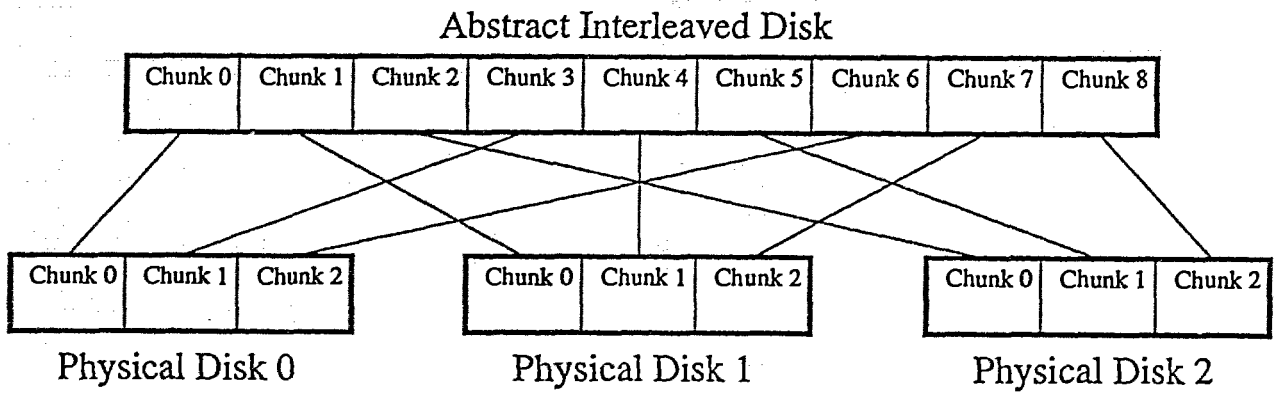 Abstract Interleaved Disk
Chunk 0 Chunk 1 Chunk 2 Chunk 3 Chunk 4 Chunk 5 Chunk 6 Chunk 7 Chunk 8
Chunk 0 Chunk 1 Chunk 2 Chunk 0 Chunk 1 Chunk 2 Chunk 0 Chunk 1 Chunk 2
Physical Disk 0 Physical Disk 1 Physical Disk 2